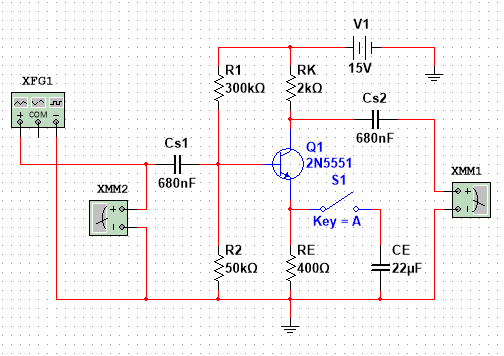 V1
15V
XFG1
COM
R1
300kΩ
RK
2kΩ
Cs2
680nF
Cs1
680nF
Q1
2N5551
S1
Key = A
XMM2
XMM1
R2
50kΩ
RE
400Ω
CE
22µF